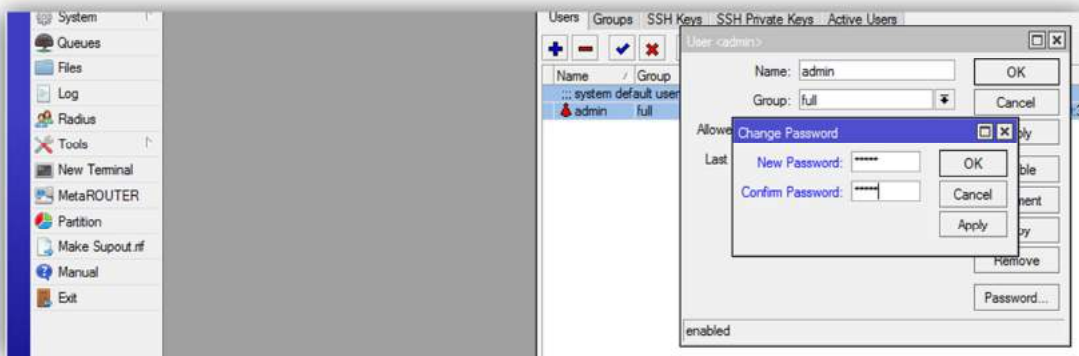 System
Queues
Files
Log
Radius
Tools
New Terminal
MetaROUTER
Partition
Make Supout.rif
Manual
Exit
Users Groups SSH Keys SSH Private Keys Active Users
Name / Group
;;; system default user
admin full
User <admin>
Name: admin
Group: full
Last
OK
Cancel
Remove
Password...
enabled
Change Password
New Password: *****
Confirm Password: *****
OK
Cancel
Apply